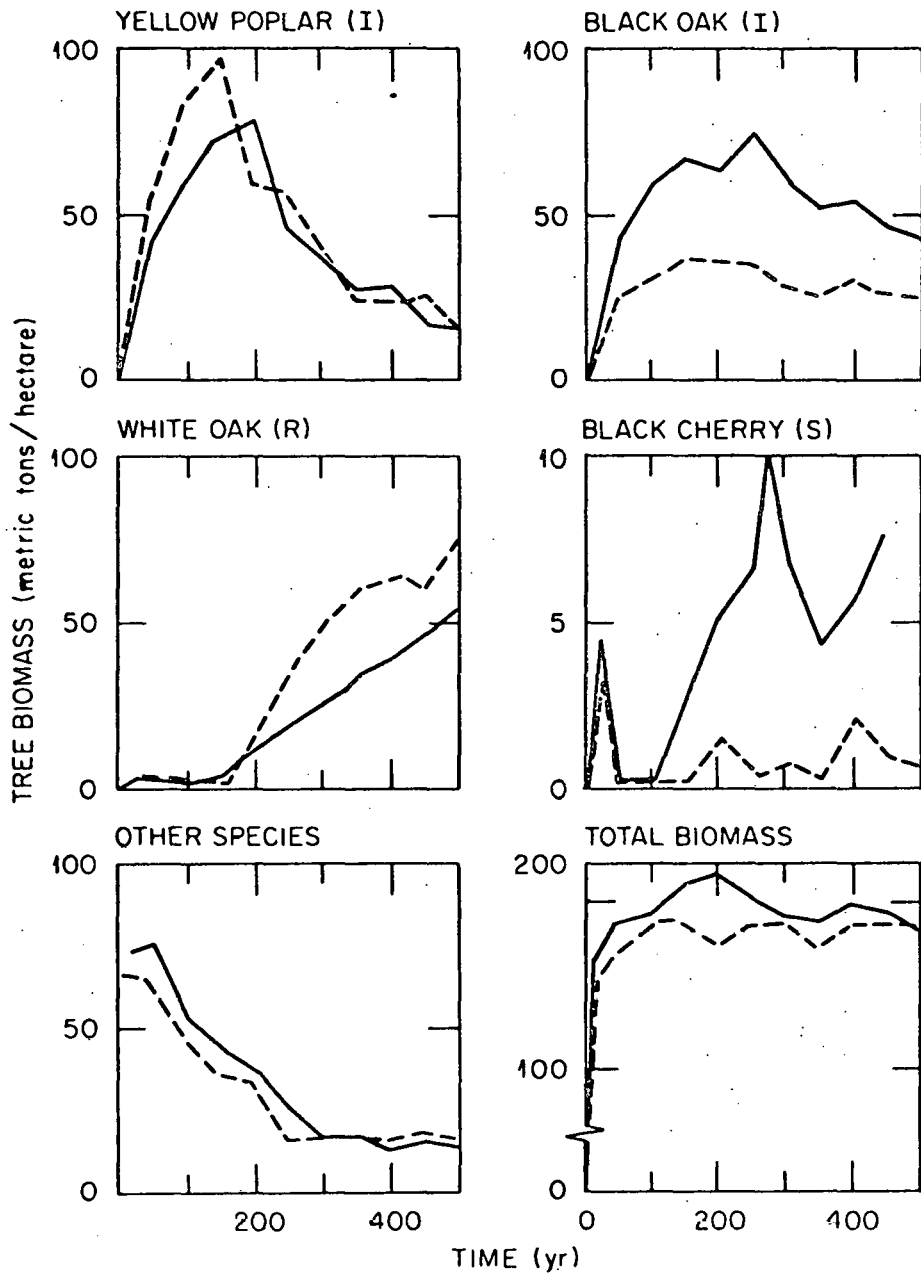 YELLOW POPLAR (I)
100
50
0
BLACK OAK (I)
100
50
0
WHITE OAK (R)
100
50
0
BLACK CHERRY (S)
10
5
0
OTHER SPECIES
100
50
0
200
400
TOTAL BIOMASS
200
100
0
200
400
TREE BIOMASS (metric tons/hectare)
TIME (yr)